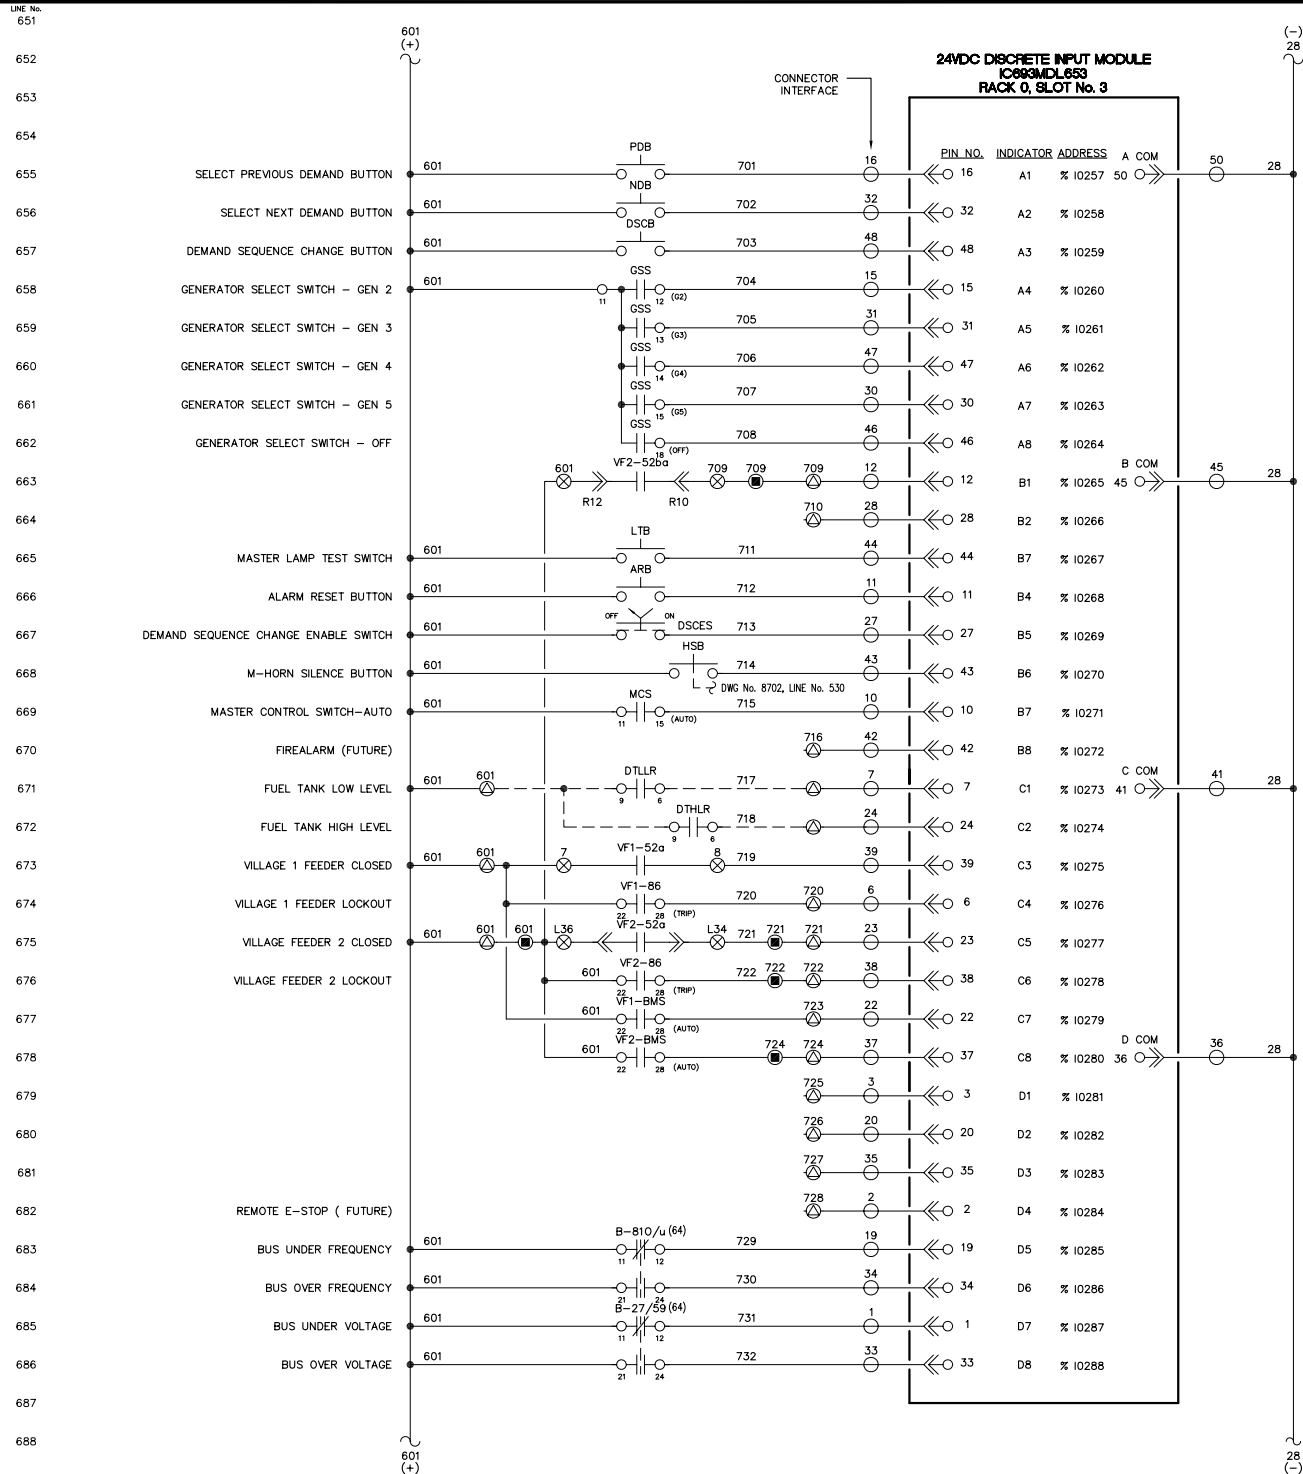 LINE No.
651
601
(+)
(-)
28
652
24VDC DISCRETE INPUT MODULE
IC693MDL653
RACK 0, SLOT No. 3
CONNECTOR
INTERFACE
653
654
PIN NO. INDICATOR ADDRESS A COM
655 SELECT PREVIOUS DEMAND BUTTON 601 PDB 701 16 16 A1 % I0257 50 50 28
656 SELECT NEXT DEMAND BUTTON 601 NDB 702 32 32 A2 % I0258
657 DEMAND SEQUENCE CHANGE BUTTON 601 DSCB 703 48 48 A3 % I0259
658 GENERATOR SELECT SWITCH – GEN 2 601 11 GSS 12 (G2) 704 15 15 A4 % I0260
659 GENERATOR SELECT SWITCH – GEN 3 GSS 13 (G3) 705 31 31 A5 % I0261
660 GENERATOR SELECT SWITCH – GEN 4 GSS 14 (G4) 706 47 47 A6 % I0262
661 GENERATOR SELECT SWITCH – GEN 5 GSS 15 (G5) 707 30 30 A7 % I0263
662 GENERATOR SELECT SWITCH – OFF GSS 18 (OFF) 708 46 46 A8 % I0264
B COM
663 601 R12 VF2–52ba R10 709 709 709 12 12 B1 % I0265 45 45 28
664 710 28 28 B2 % I0266
665 MASTER LAMP TEST SWITCH 601 LTB 711 44 44 B7 % I0267
666 ALARM RESET BUTTON 601 ARB 712 11 11 B4 % I0268
667 DEMAND SEQUENCE CHANGE ENABLE SWITCH 601 OFF ON DSCES 713 27 27 B5 % I0269
668 M–HORN SILENCE BUTTON 601 HSB 714 43 43 B6 % I0270
DWG No. 8702, LINE No. 530
669 MASTER CONTROL SWITCH–AUTO 601 MCS 11 15 (AUTO) 715 10 10 B7 % I0271
670 FIREALARM (FUTURE) 716 42 42 B8 % I0272
C COM
671 FUEL TANK LOW LEVEL 601 601 DTLLR 9 6 717 7 7 C1 % I0273 41 41 28
672 FUEL TANK HIGH LEVEL DTHLR 9 6 718 24 24 C2 % I0274
673 VILLAGE 1 FEEDER CLOSED 601 601 7 VF1–52a 8 719 39 39 C3 % I0275
674 VILLAGE 1 FEEDER LOCKOUT VF1–86 22 28 (TRIP) 720 720 6 6 C4 % I0276
675 VILLAGE FEEDER 2 CLOSED 601 601 601 L36 VF2–52a L34 721 721 721 23 23 C5 % I0277
676 VILLAGE FEEDER 2 LOCKOUT 601 VF2–86 22 28 (TRIP) 722 722 722 38 38 C6 % I0278
677 601 VF1–BMS 22 28 (AUTO) 723 22 22 C7 % I0279
D COM
678 601 VF2–BMS 22 28 (AUTO) 724 724 37 37 C8 % I0280 36 36 28
679 725 3 3 D1 % I0281
680 726 20 20 D2 % I0282
681 727 35 35 D3 % I0283
682 REMOTE E–STOP ( FUTURE) 728 2 2 D4 % I0284
683 BUS UNDER FREQUENCY 601 B–810/u (64) 11 12 729 19 19 D5 % I0285
684 BUS OVER FREQUENCY 601 21 24 730 34 34 D6 % I0286
685 BUS UNDER VOLTAGE 601 B–27/59 (64) 11 12 731 1 1 D7 % I0287
686 BUS OVER VOLTAGE 601 21 24 732 33 33 D8 % I0288
687
688
601
(+)
28
(-)